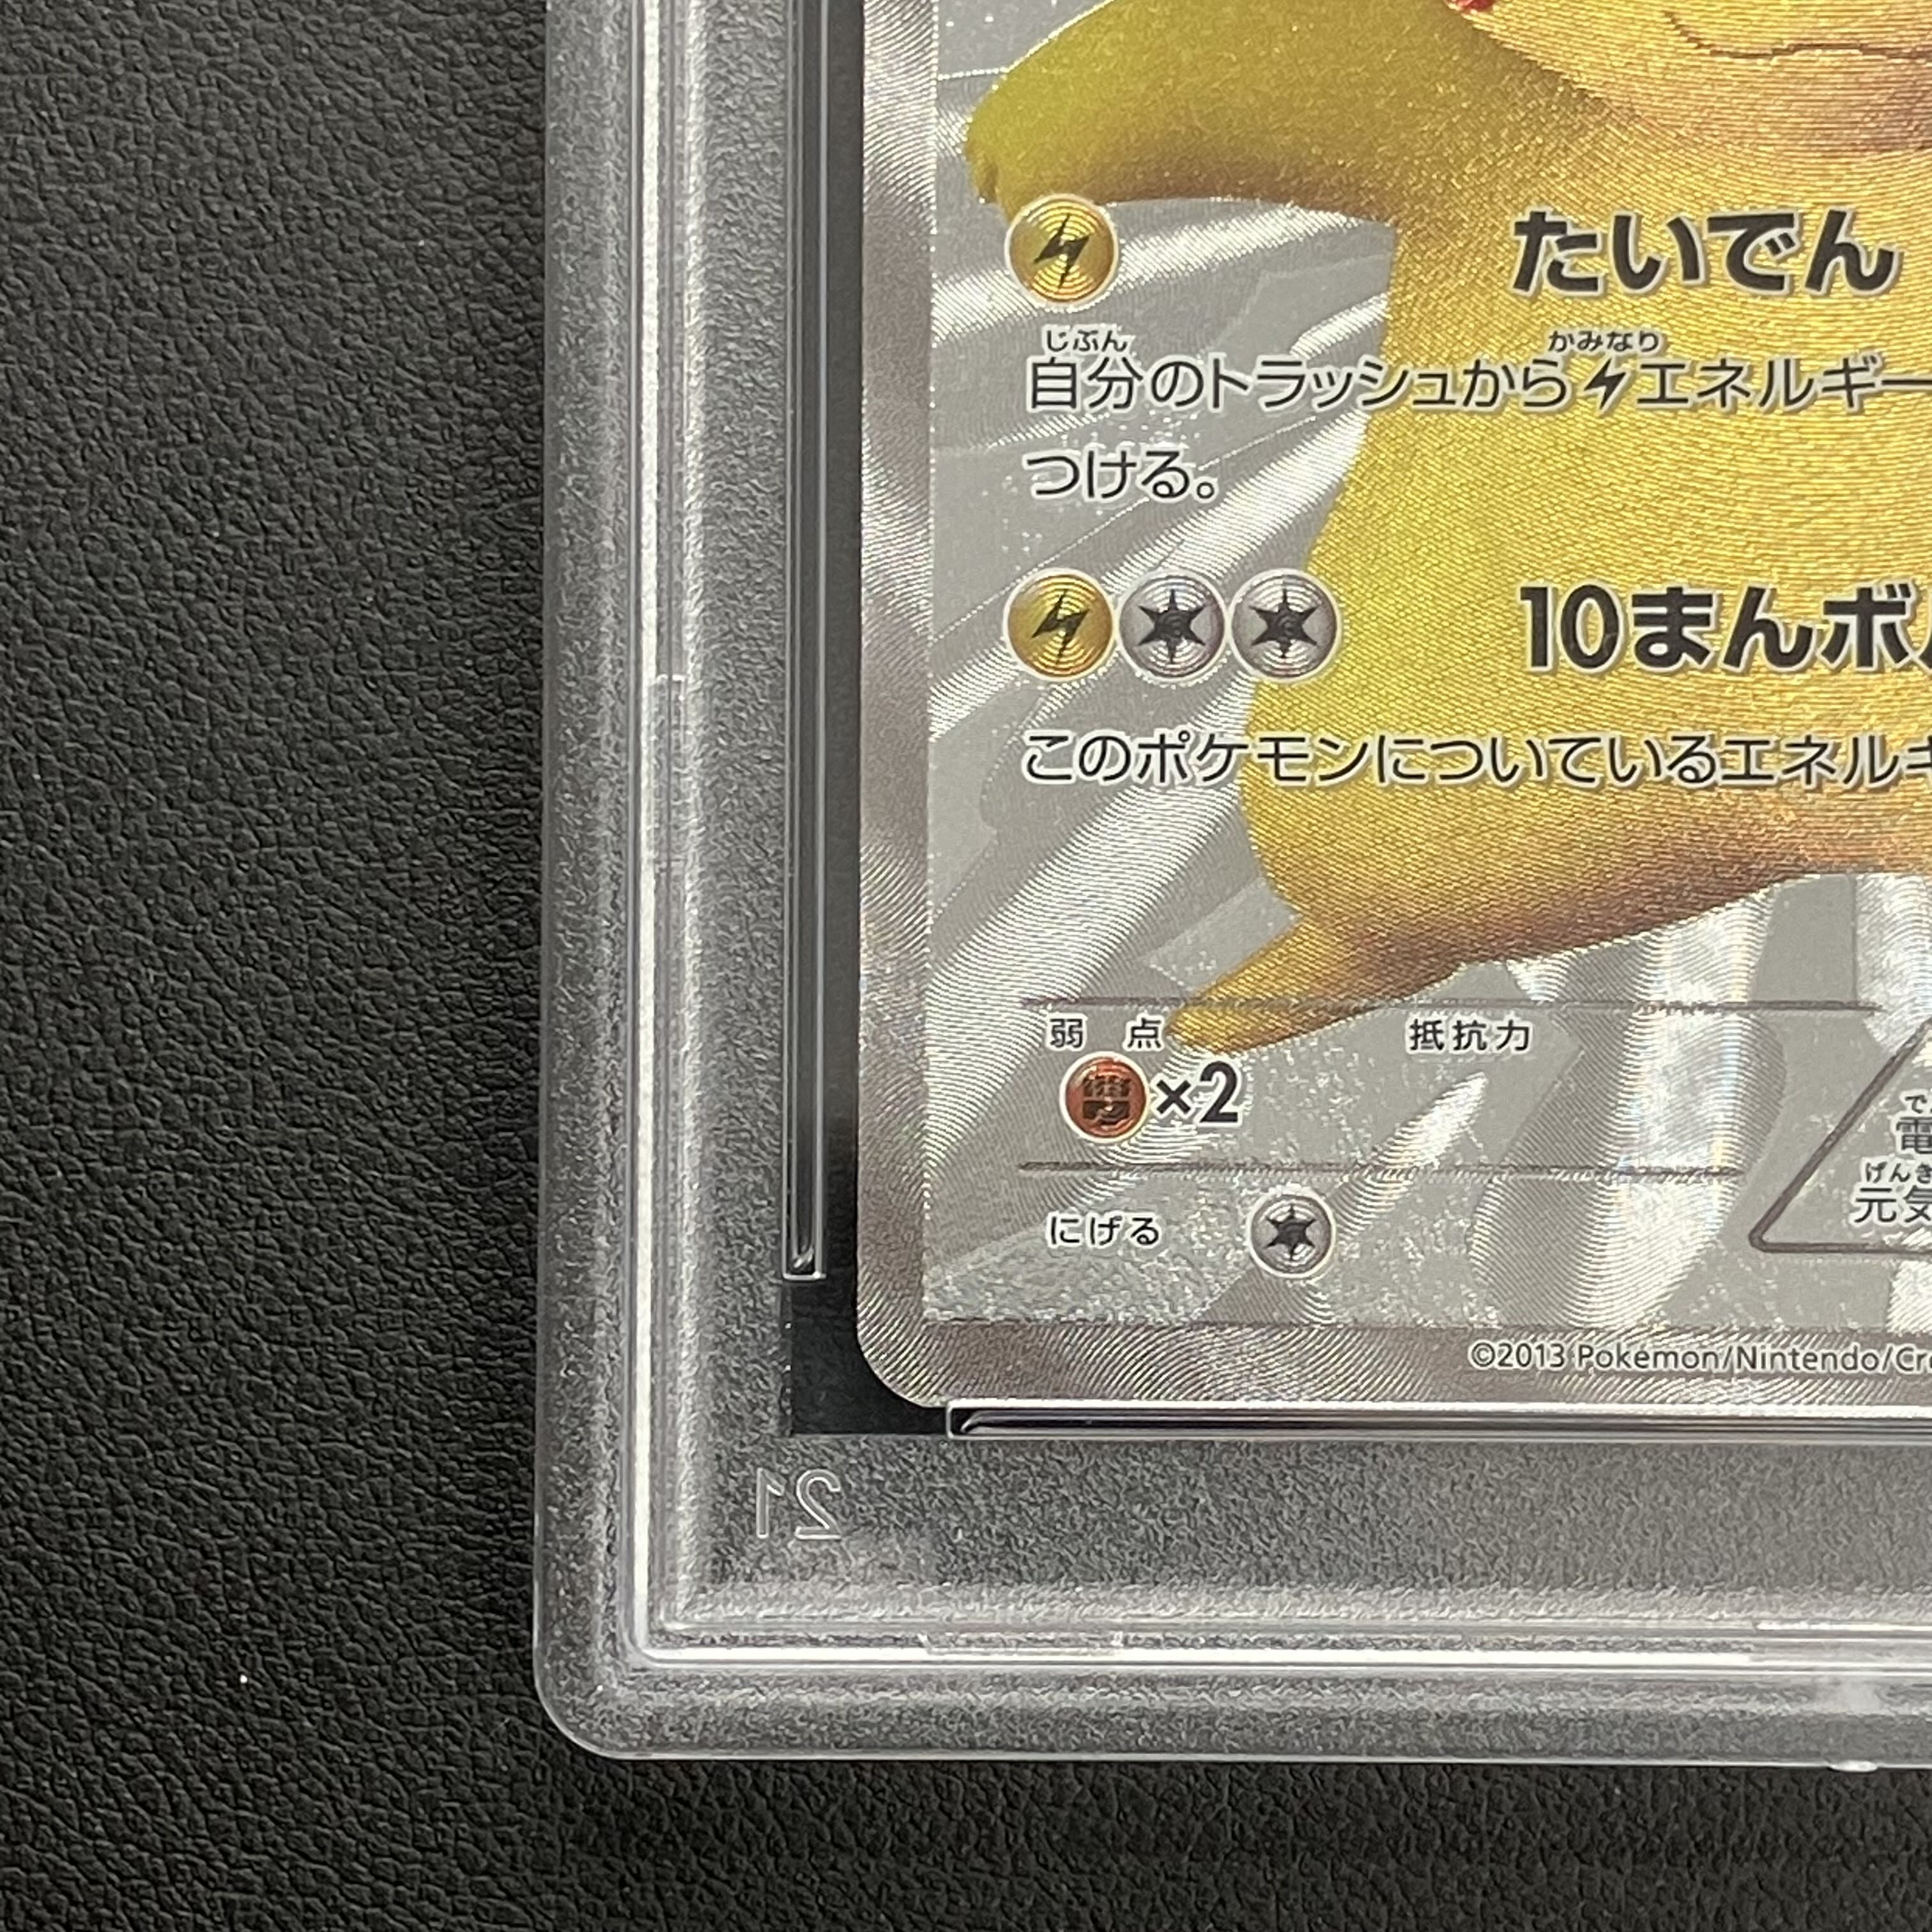 たいでん
じぶん かみなり
自分のトラッシュからエネルギー
つける。
10まんボ
このポケモンについているエネルギ
弱 点 抵抗力
×2
で
電
げんき
元気
にげる
©2013 Pokémon/Nintendo/Cre
21